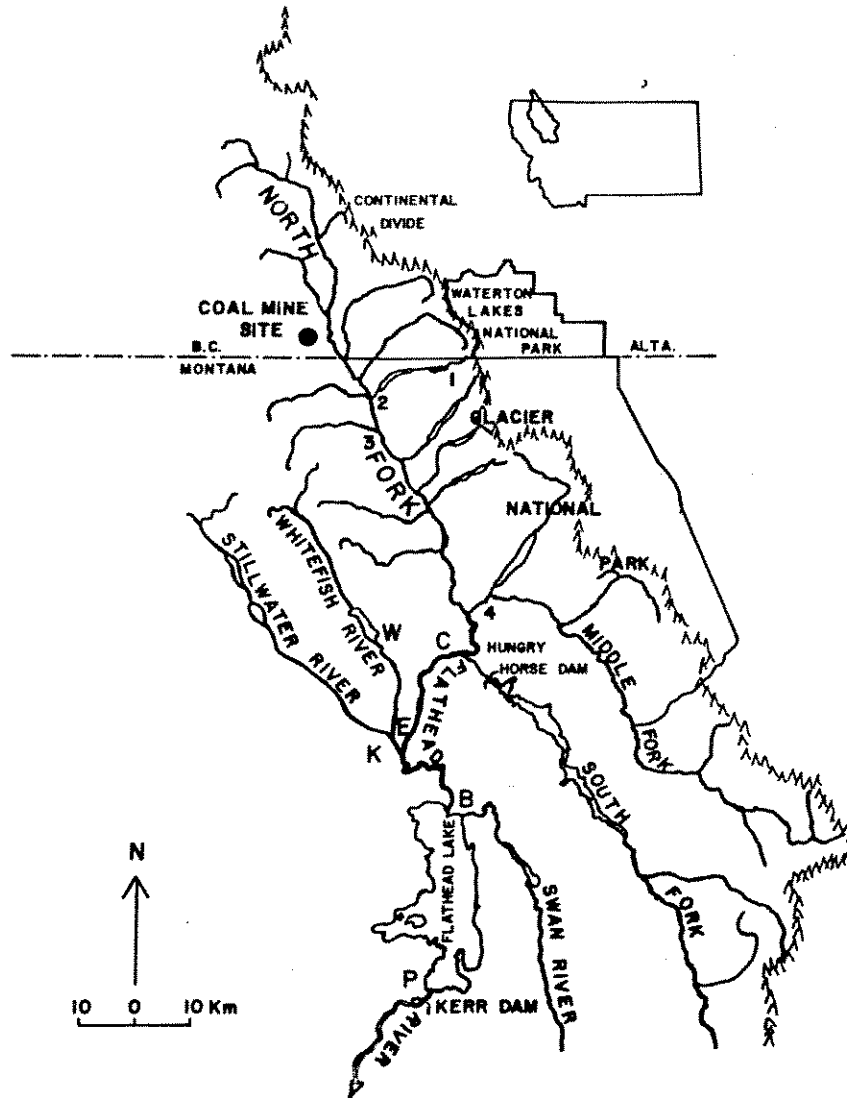 CONTINENTAL
DIVIDE
NORTH
WATERTON
LAKES
NATIONAL
PARK
COAL MINE
SITE
B.C.
ALTA.
MONTANA
1
2
3
FORK
GLACIER
NATIONAL
PARK
WHITEFISH RIVER
STILLWATER RIVER
W
4
C
HUNGRY
HORSE DAM
MIDDLE
FORK
FLATHEAD
E
K
SOUTH
FORK
B
FLATHEAD LAKE
SWAN RIVER
N
P
KERR DAM
RIVER
10 0 10 Km